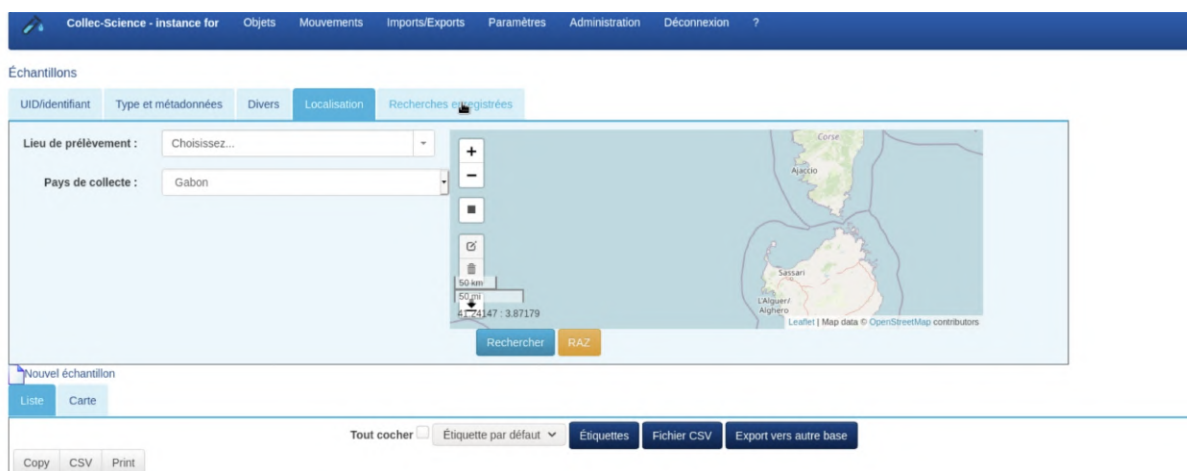 Collec-Science - instance for Objets Mouvements Imports/Exports Paramètres Administration Déconnexion ?
Échantillons
UID/identifiant Type et métadonnées Divers Localisation Recherches enregistrées
Lieu de prélèvement : Choisissez...
Pays de collecte : Gabon
+
−
Corse
Ajaccio
Sassari
L'Alguer/
Alghero
50 km
50 mi
41.24147 : 3.87179
Leaflet | Map data © OpenStreetMap contributors
Rechercher RAZ
Nouvel échantillon
Liste Carte
Tout cocher Étiquette par défaut Étiquettes Fichier CSV Export vers autre base
Copy CSV Print